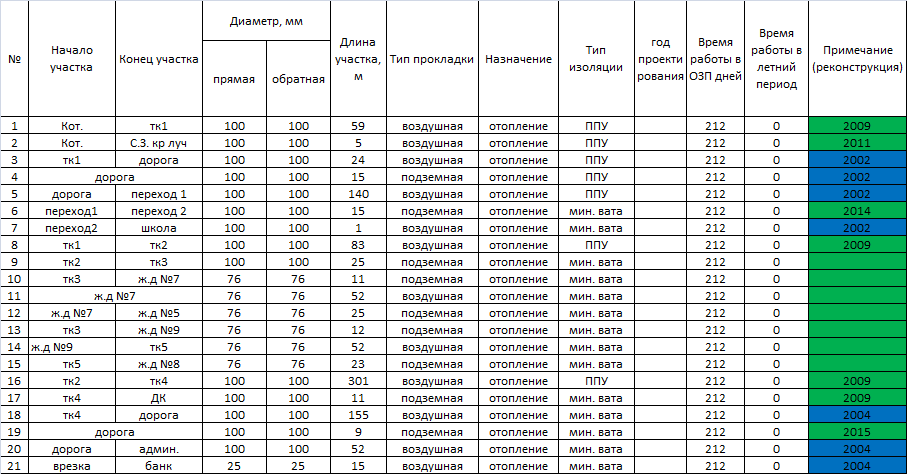 № Начало участка Конец участка Диаметр, мм прямая обратная Длина участка, м Тип прокладки Назначение Тип изоляции год проекти рования Время работы в ОЗП дней Время работы в летний период Примечание (реконструкция)
1 Кот. тк1 100 100 59 воздушная отопление ППУ 212 0 2009
2 Кот. С.З. кр луч 100 100 5 воздушная отопление ППУ 212 0 2011
3 тк1 дорога 100 100 24 воздушная отопление ППУ 212 0 2002
4 дорога 100 100 15 подземная отопление ППУ 212 0 2002
5 дорога переход 1 100 100 140 воздушная отопление ППУ 212 0 2002
6 переход1 переход 2 100 100 15 подземная отопление мин. вата 212 0 2014
7 переход2 школа 100 100 1 воздушная отопление мин. вата 212 0 2002
8 тк1 тк2 100 100 83 воздушная отопление ППУ 212 0 2009
9 тк2 тк3 100 100 25 подземная отопление мин. вата 212 0
10 тк3 ж.д №7 76 76 11 подземная отопление мин. вата 212 0
11 ж.д №7 76 76 52 воздушная отопление мин. вата 212 0
12 ж.д №7 ж.д №5 76 76 25 подземная отопление мин. вата 212 0
13 тк3 ж.д №9 76 76 12 подземная отопление мин. вата 212 0
14 ж.д №9 тк5 76 76 52 воздушная отопление мин. вата 212 0
15 тк5 ж.д №8 76 76 23 подземная отопление мин. вата 212 0
16 тк2 тк4 100 100 301 воздушная отопление ППУ 212 0 2009
17 тк4 ДК 100 100 11 подземная отопление мин. вата 212 0 2009
18 тк4 дорога 100 100 155 воздушная отопление мин. вата 212 0 2004
19 дорога 100 100 9 подземная отопление мин. вата 212 0 2015
20 дорога админ. 100 100 52 воздушная отопление мин. вата 212 0 2004
21 врезка банк 25 25 15 воздушная отопление мин. вата 212 0 2004